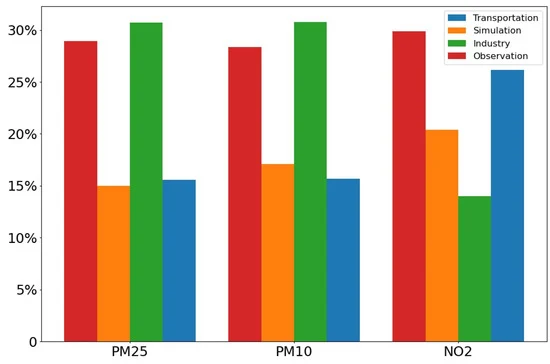 30%
25%
20%
15%
10%
5%
0
PM25 PM10 NO2
Transportation
Simulation
Industry
Observation